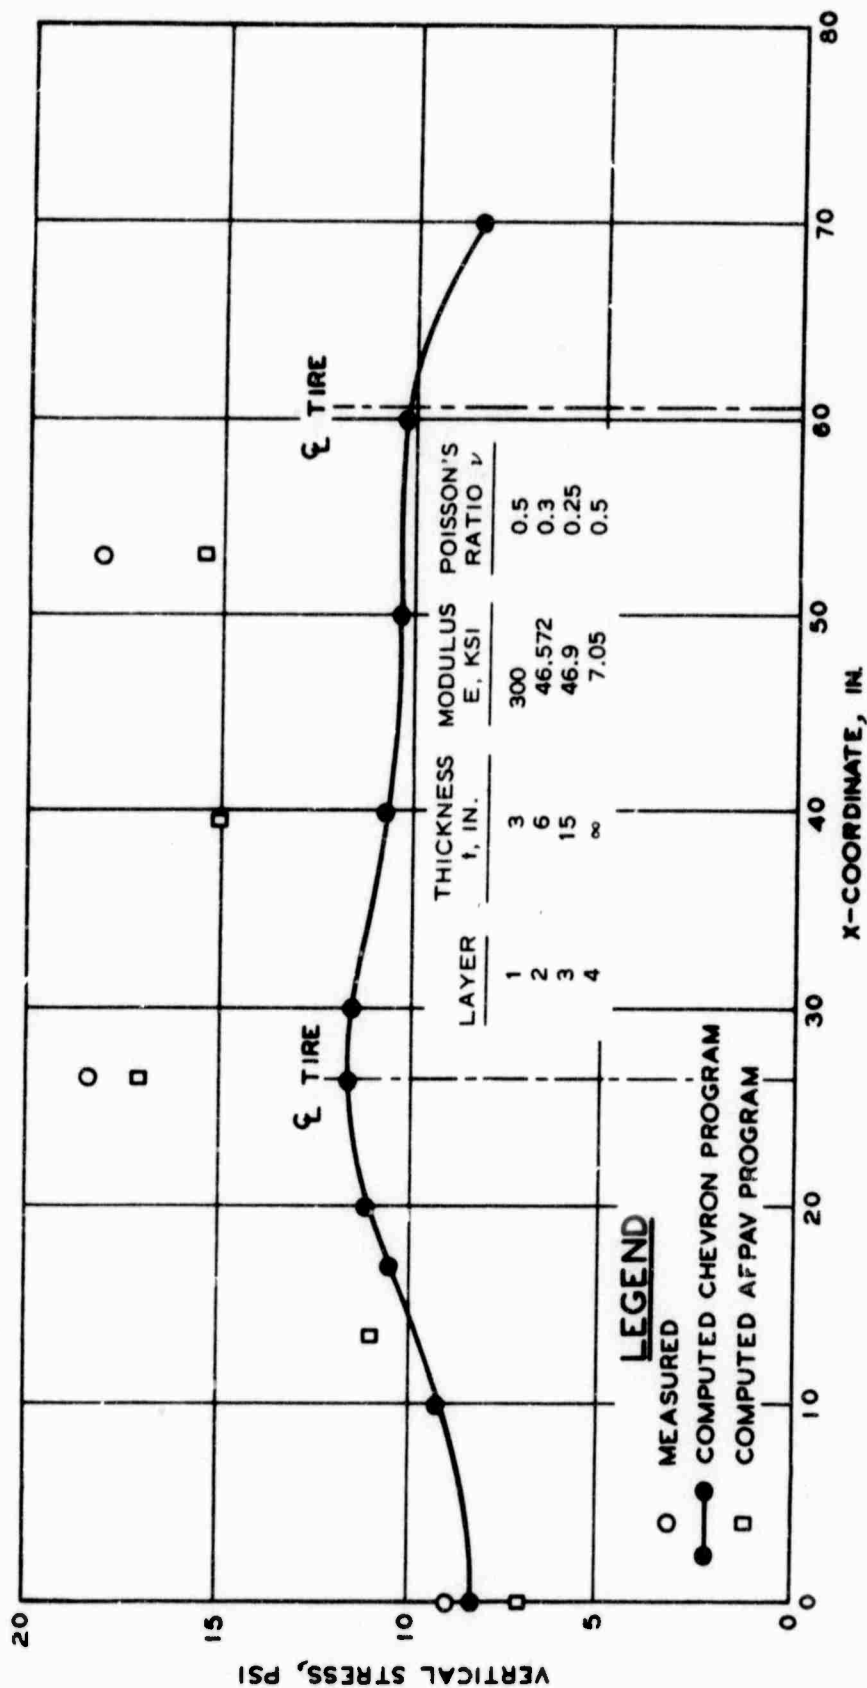 VERTICAL STRESS, PSI
20
15
10
5
0
℄ TIRE
℄ TIRE
LAYER THICKNESS t, IN. MODULUS E, KSI POISSON'S RATIO ν
1 3 300 0.5
2 6 46.572 0.3
3 15 46.9 0.25
4 ∞ 7.05 0.5
LEGEND
MEASURED
COMPUTED CHEVRON PROGRAM
COMPUTED AFPAV PROGRAM
0 10 20 30 40 50 60 70 80
X-COORDINATE, IN.